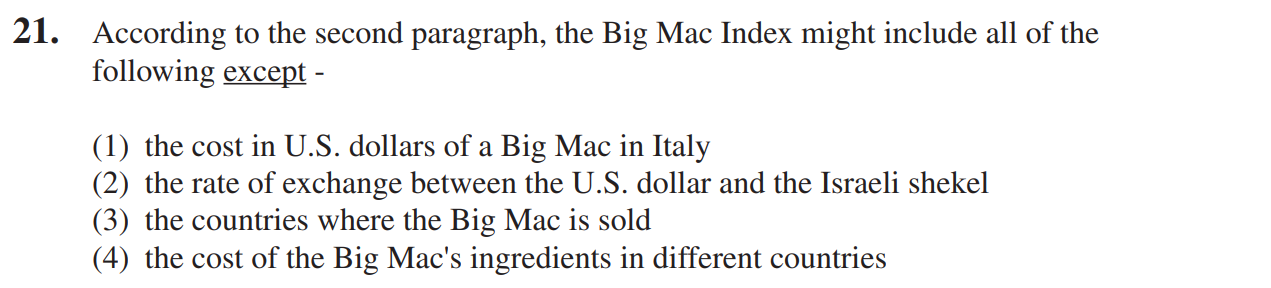 21. According to the second paragraph, the Big Mac Index might include all of the
following except -
(1) the cost in U.S. dollars of a Big Mac in Italy
(2) the rate of exchange between the U.S. dollar and the Israeli shekel
(3) the countries where the Big Mac is sold
(4) the cost of the Big Mac's ingredients in different countries